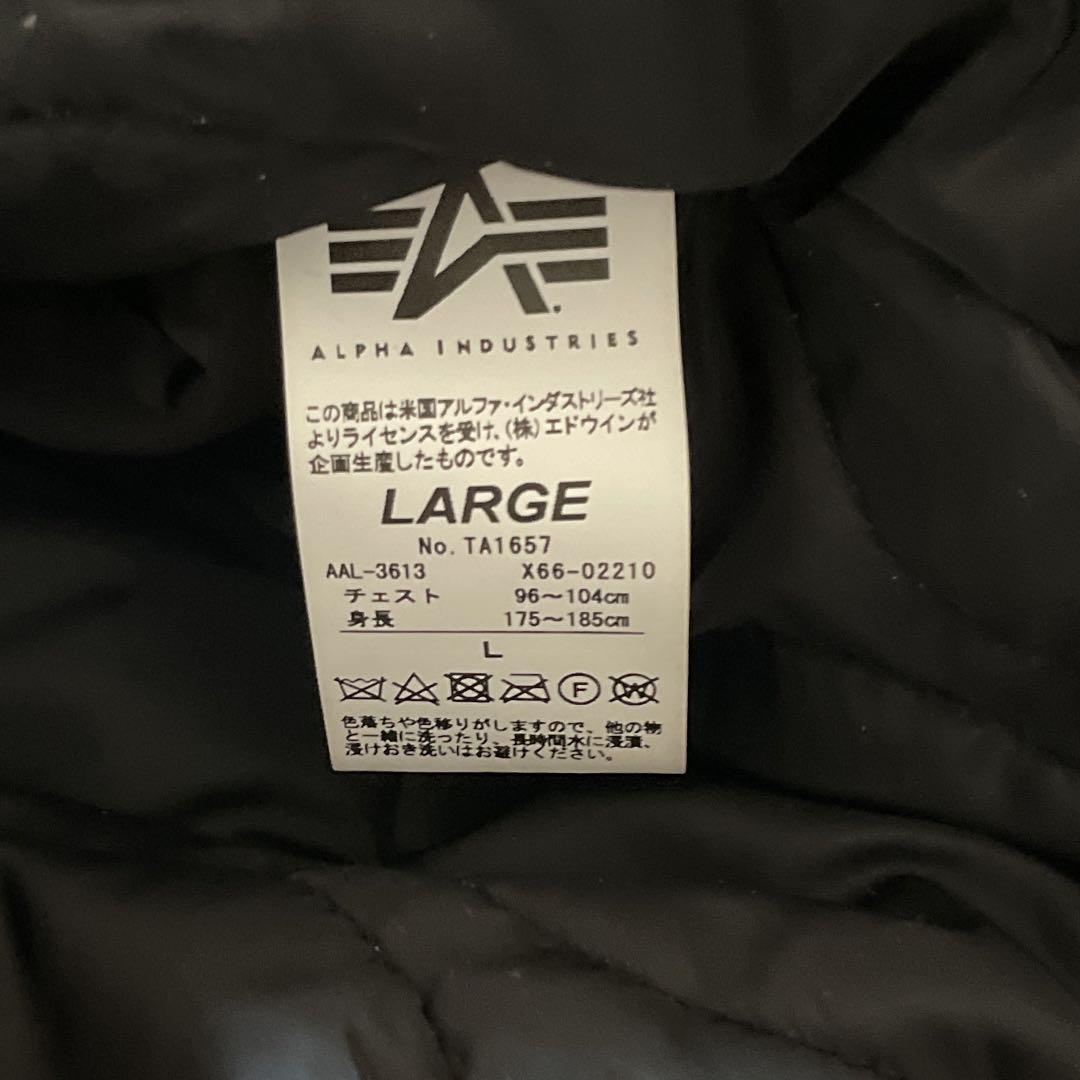 ALPHA INDUSTRIES
この商品は米国アルファ・インダストリーズ社
よりライセンスを受け、(株)エドウインが
企画生産したものです。
LARGE
No. TA1657
AAL-3613 X66-02210
チェスト 96〜104cm
身長 175〜185cm
L
F W
色落ちや色移りがしますので、他の物
と一緒に洗ったり、長時間水に浸漬、
浸けおき洗いはお避けください。